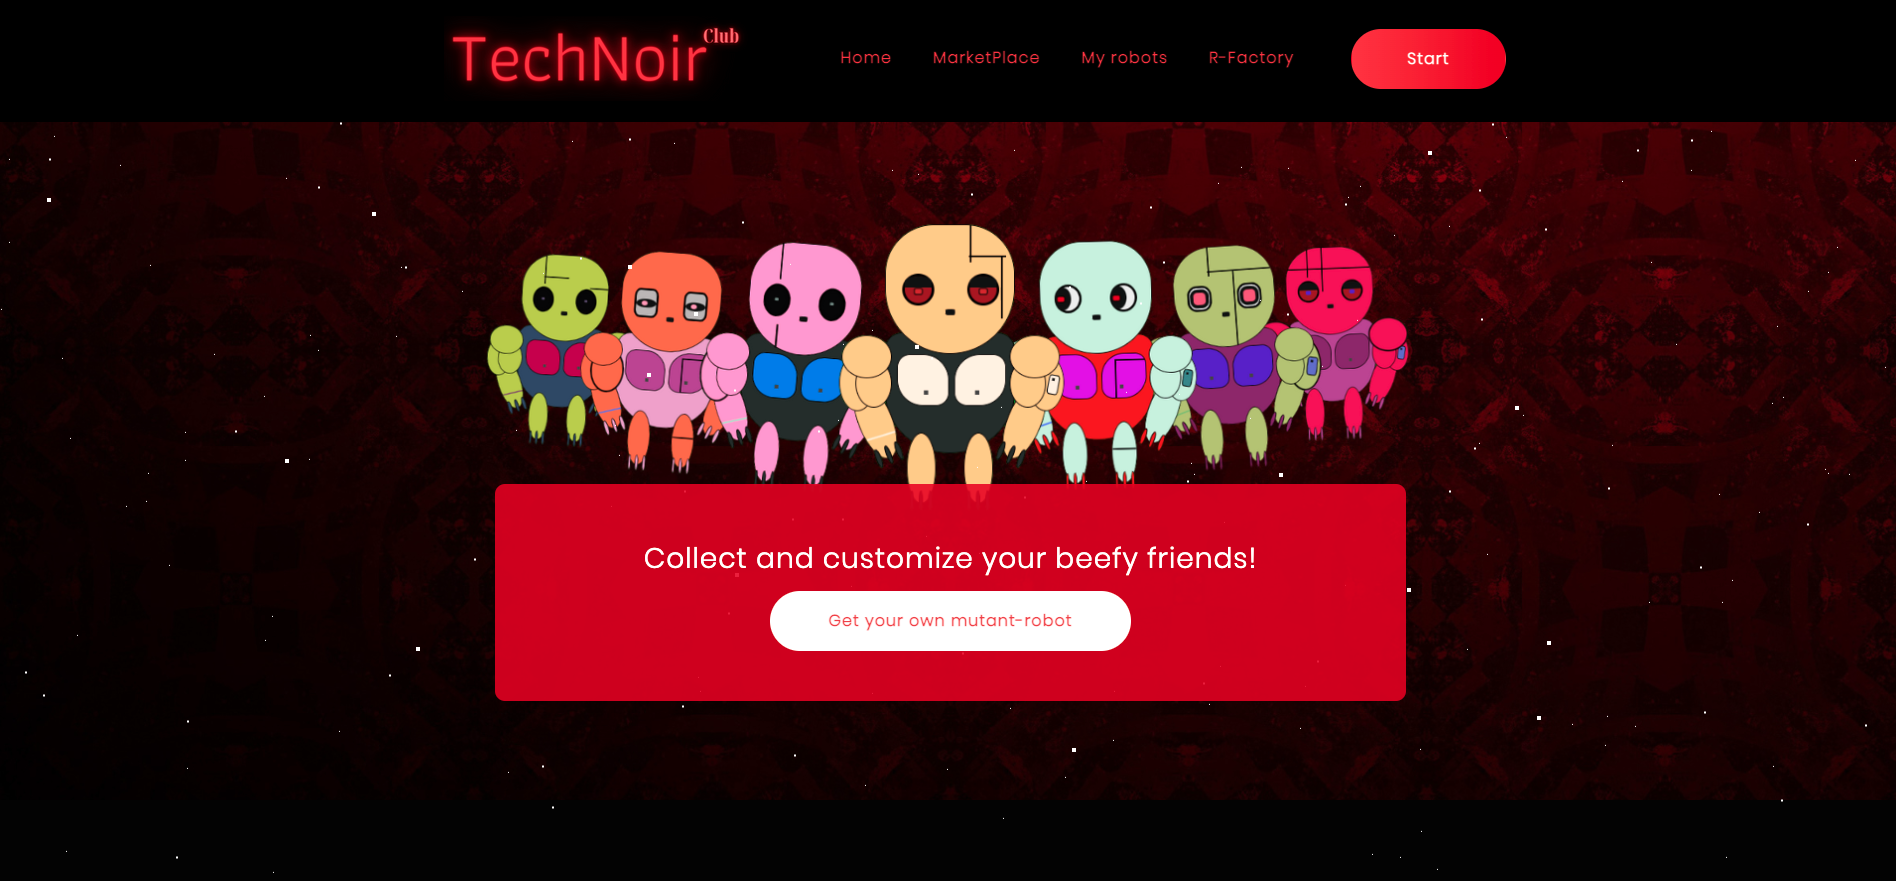 TechNoir Club
Home MarketPlace My robots R-Factory Start
Collect and customize your beefy friends!
Get your own mutant-robot